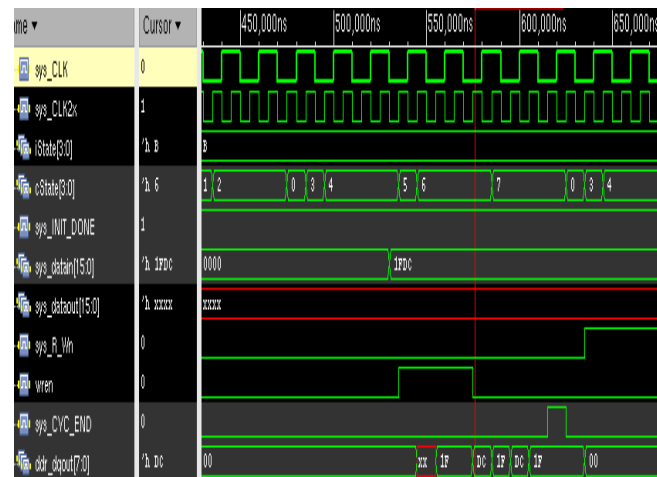 ame ▾ Cursor ▾ 450,000ns 500,000ns 550,000ns 600,000ns 650,000ns
sys_CLK 0
sys_CLK2x 1
iState[3:0] 'h B B
cState[3:0] 'h 6 1 2 0 3 4 5 6 7 0 3 4
sys_INIT_DONE 1
sys_datain[15:0] 'h 1FDC 0000 1FDC
sys_dataout[15:0] 'h xxxx xxxx
sys_R_Wn 0
wren 0
sys_CYC_END 0
ddr_dqout[7:0] 'h DC 00 xx 1F DC 1F DC 1F 00